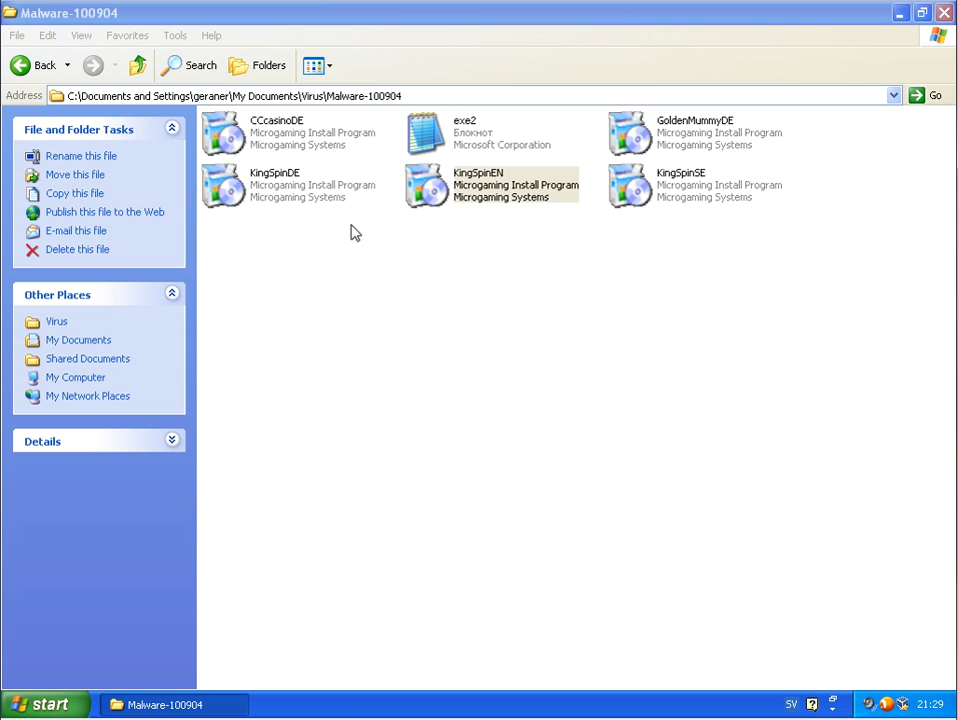 Malware-100904
File Edit View Favorites Tools Help
Back Search Folders
Address C:\Documents and Settings\geraner\My Documents\Virus\Malware-100904 Go
File and Folder Tasks
Rename this file
Move this file
Copy this file
Publish this file to the Web
E-mail this file
Delete this file
Other Places
Virus
My Documents
Shared Documents
My Computer
My Network Places
Details
CCcasinoDE
Microgaming Install Program
Microgaming Systems
exe2
Блокнот
Microsoft Corporation
GoldenMummyDE
Microgaming Install Program
Microgaming Systems
KingSpinDE
Microgaming Install Program
Microgaming Systems
KingSpinEN
Microgaming Install Program
Microgaming Systems
KingSpinSE
Microgaming Install Program
Microgaming Systems
start Malware-100904 SV 21:29